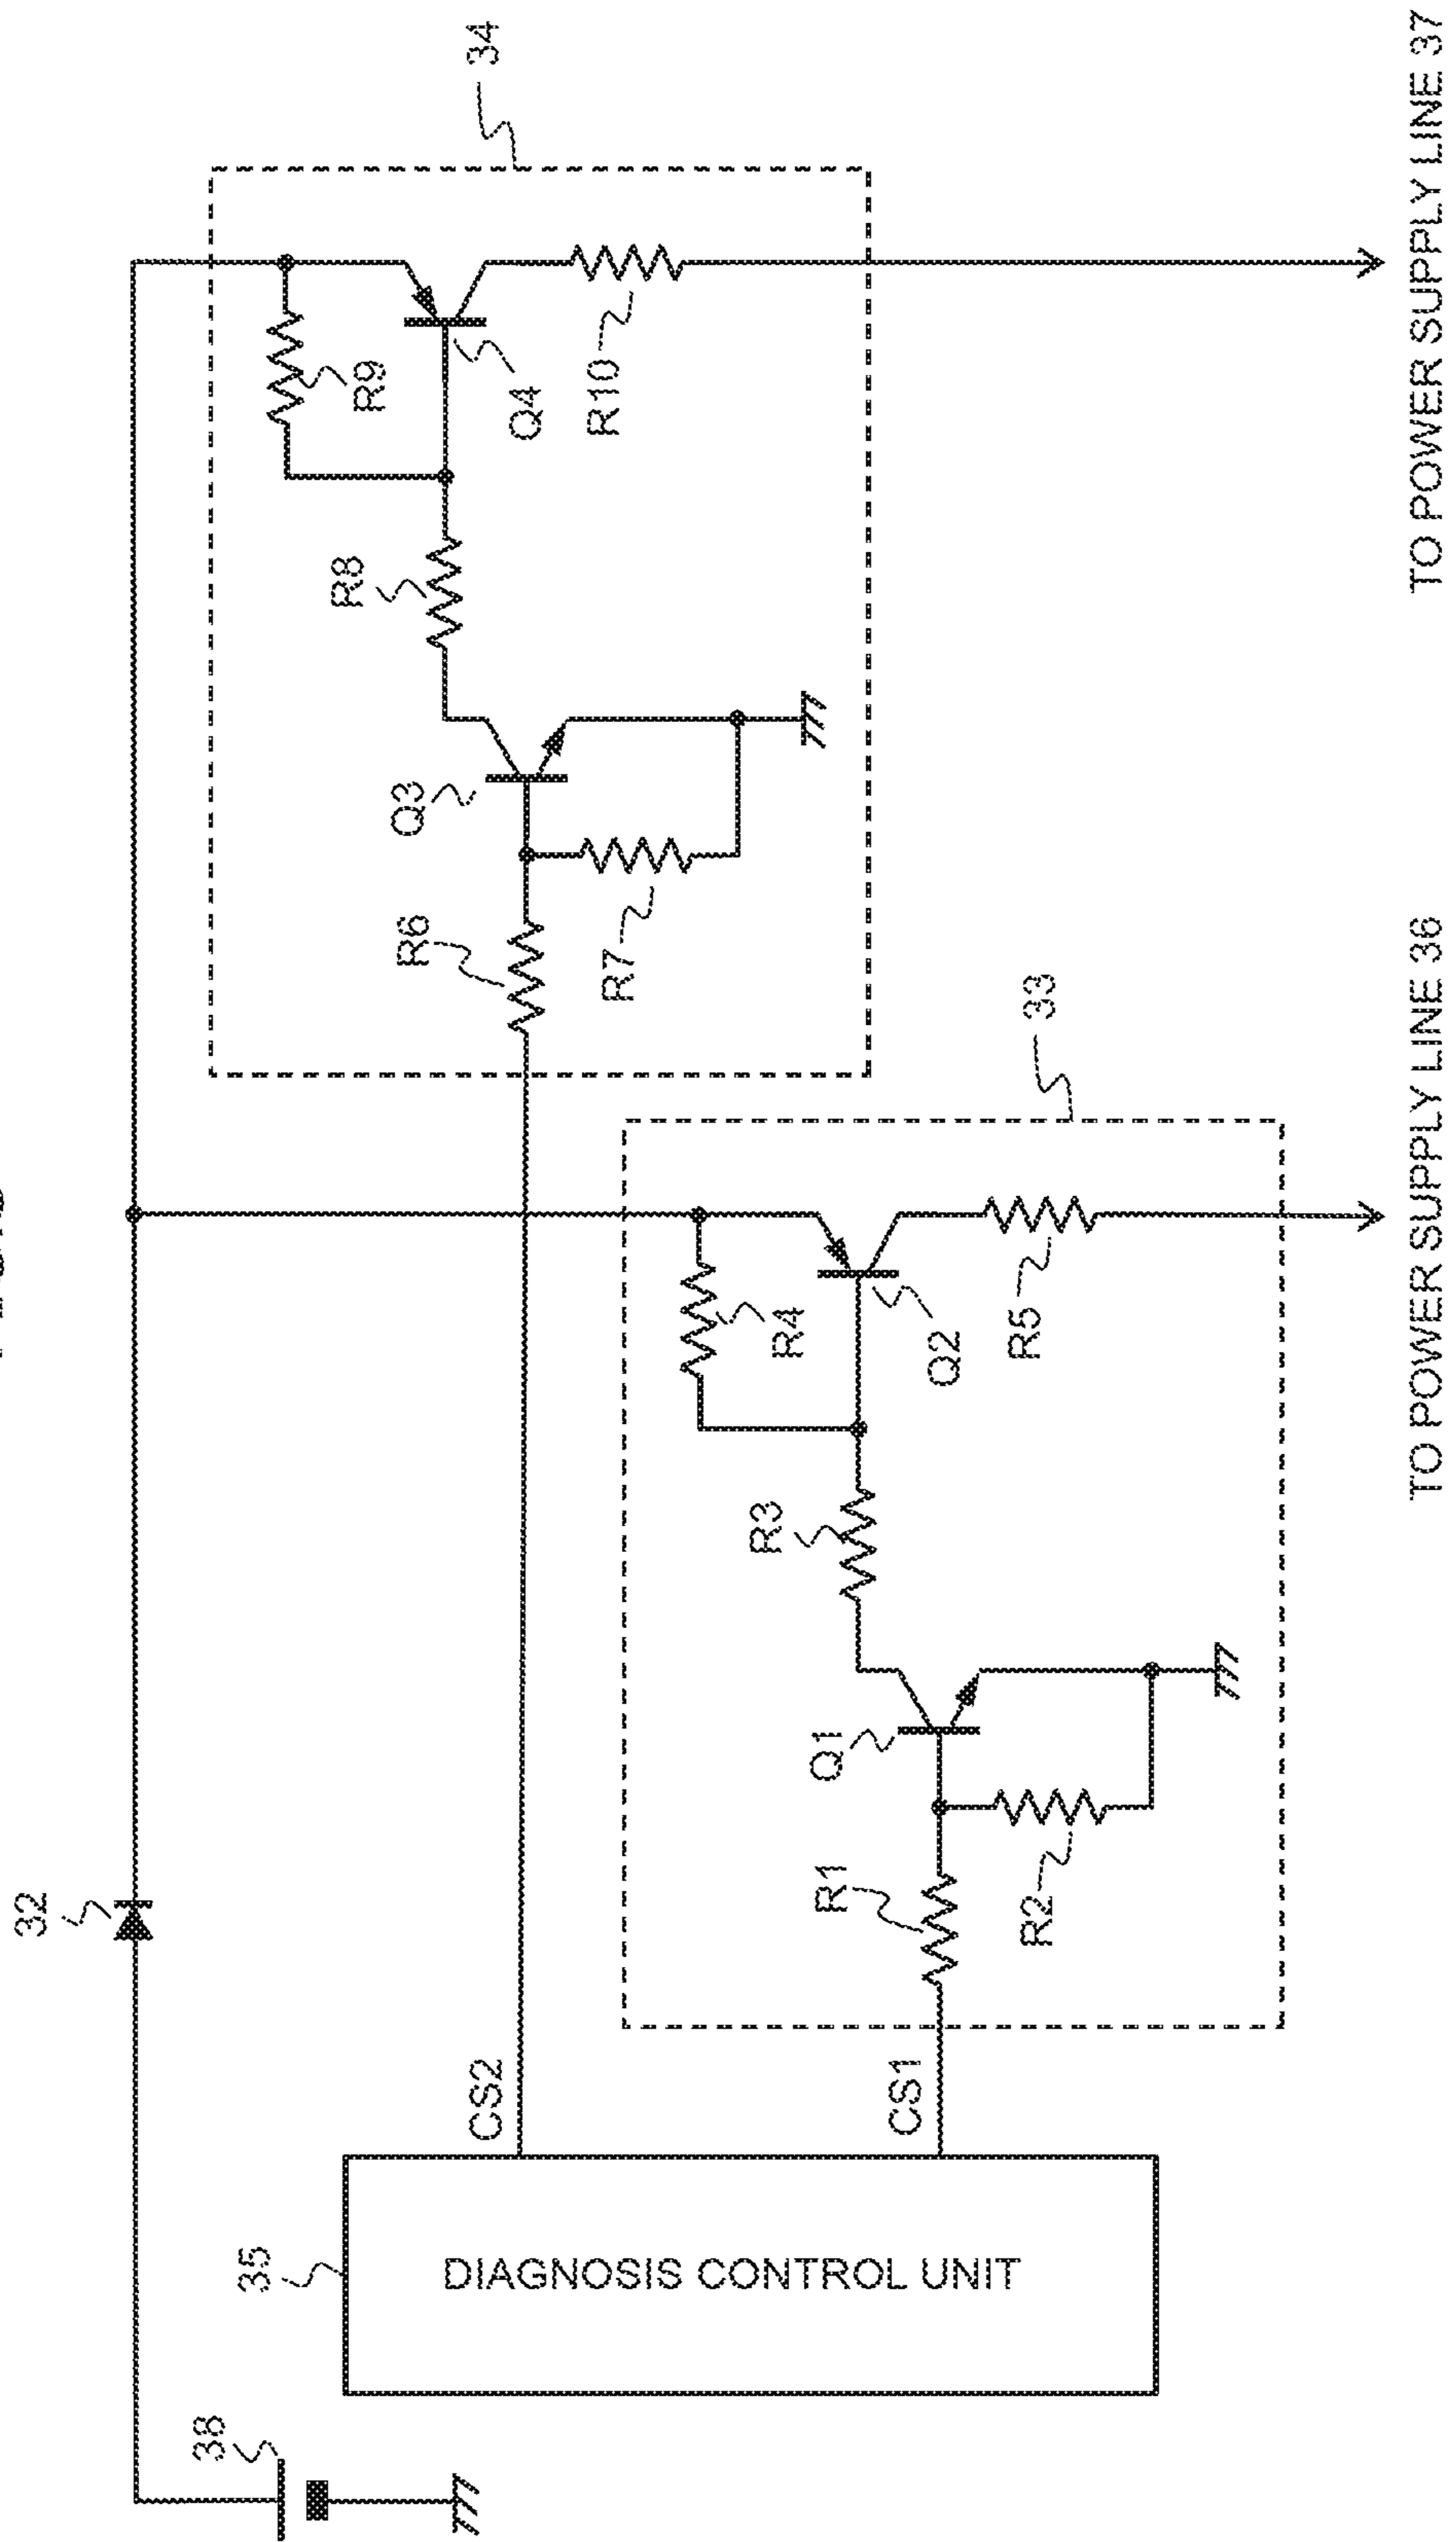 32
38
35
DIAGNOSIS CONTROL UNIT
CS2
CS1
34
R9
Q4
R10
R8
Q3
R6
R7
33
R4
Q2
R5
R3
Q1
R1
R2
TO POWER SUPPLY LINE 36
TO POWER SUPPLY LINE 37